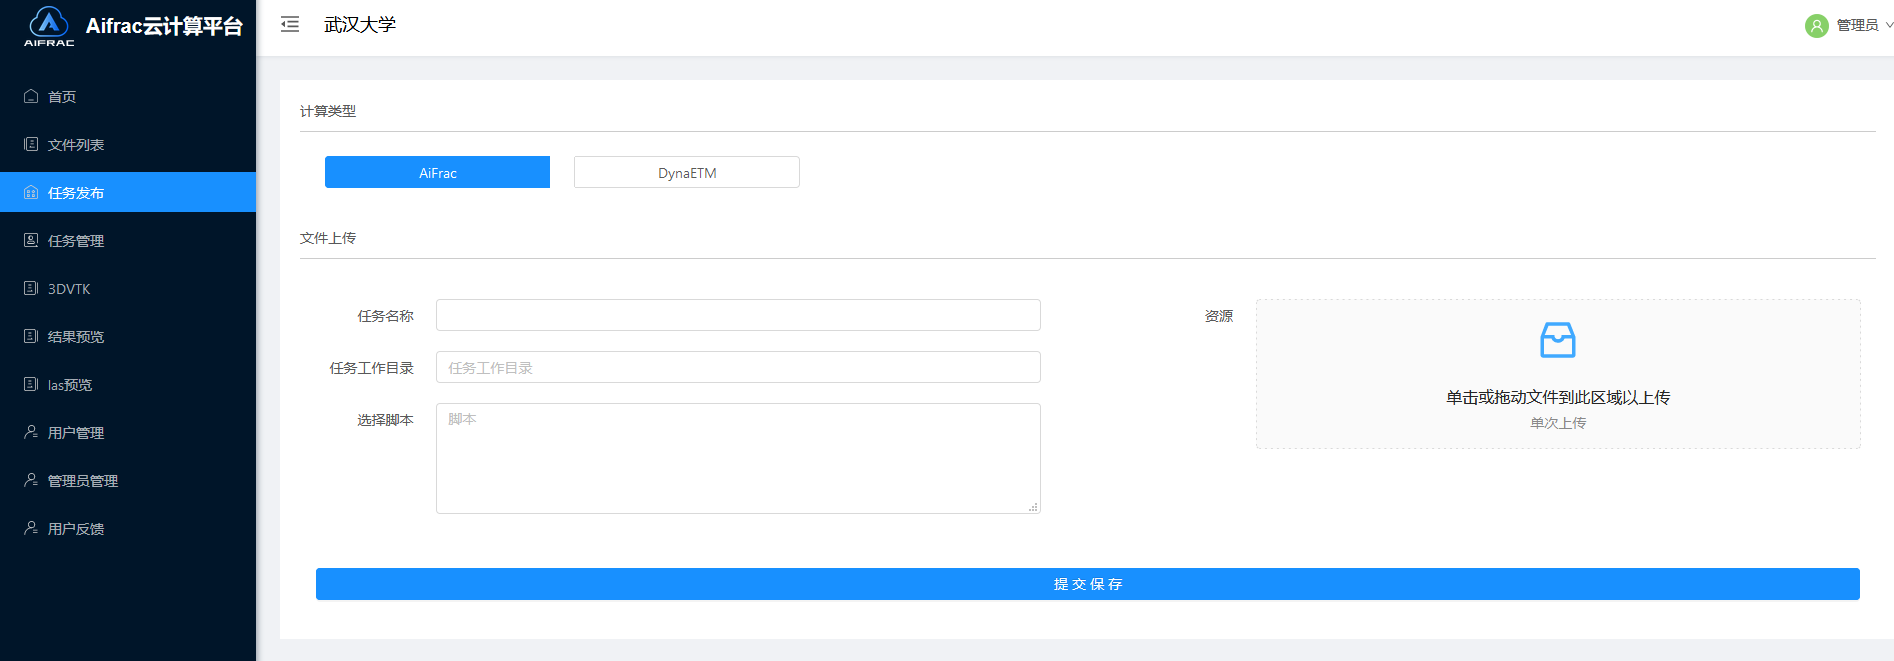 AIFRAC
Aifrac云计算平台
武汉大学
管理员
首页
文件列表
任务发布
任务管理
3DVTK
结果预览
las预览
用户管理
管理员管理
用户反馈
计算类型
AiFrac
DynaETM
文件上传
任务名称
任务工作目录
任务工作目录
选择脚本
脚本
资源
单击或拖动文件到此区域以上传
单次上传
提交保存